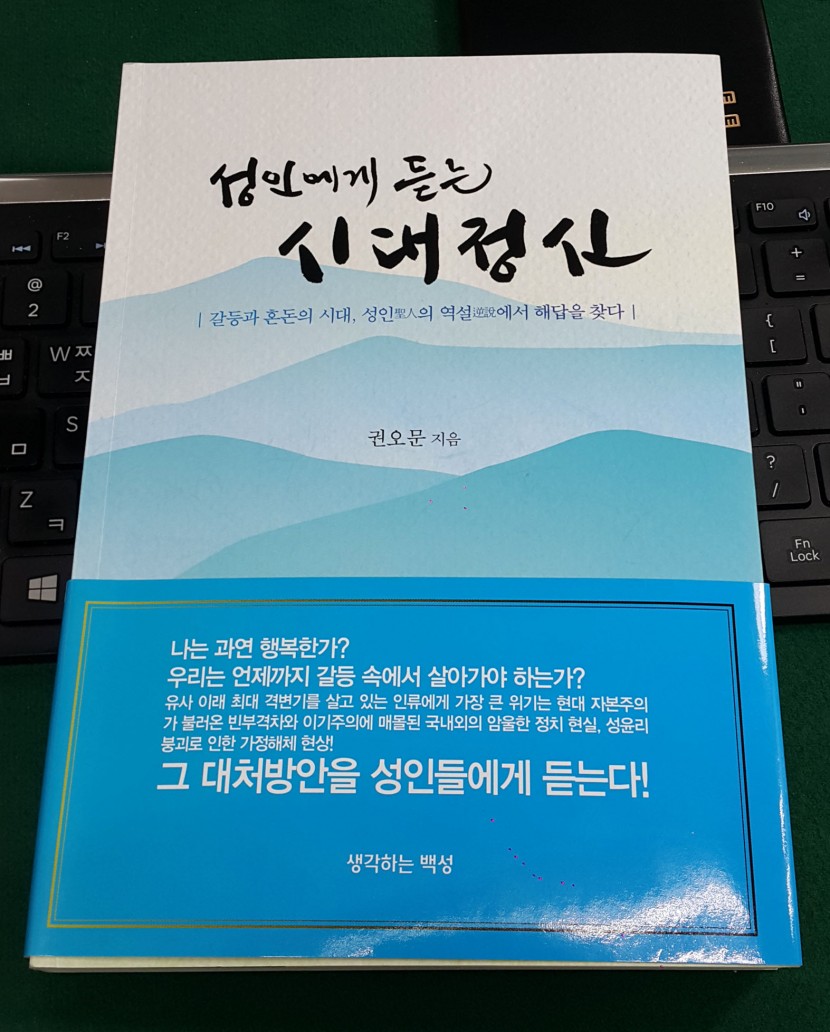 성인에게 듣는
시대정신
| 갈등과 혼돈의 시대, 성인聖人의 역설逆說에서 해답을 찾다 |
권오문 지음
나는 과연 행복한가?
우리는 언제까지 갈등 속에서 살아가야 하는가?
유사 이래 최대 격변기를 살고 있는 인류에게 가장 큰 위기는 현대 자본주의
가 불러온 빈부격차와 이기주의에 매몰된 국내외의 암울한 정치 현실, 성윤리
붕괴로 인한 가정해체 현상!
그 대처방안을 성인들에게 듣는다!
생각하는 백성
F2
@
2
W ㅉ
ㅈ
ㅃ
ㅂ
S
ㅁ
Z
ㅋ
F10
+
=
{
[
"
'
?
/
Fn
Lock